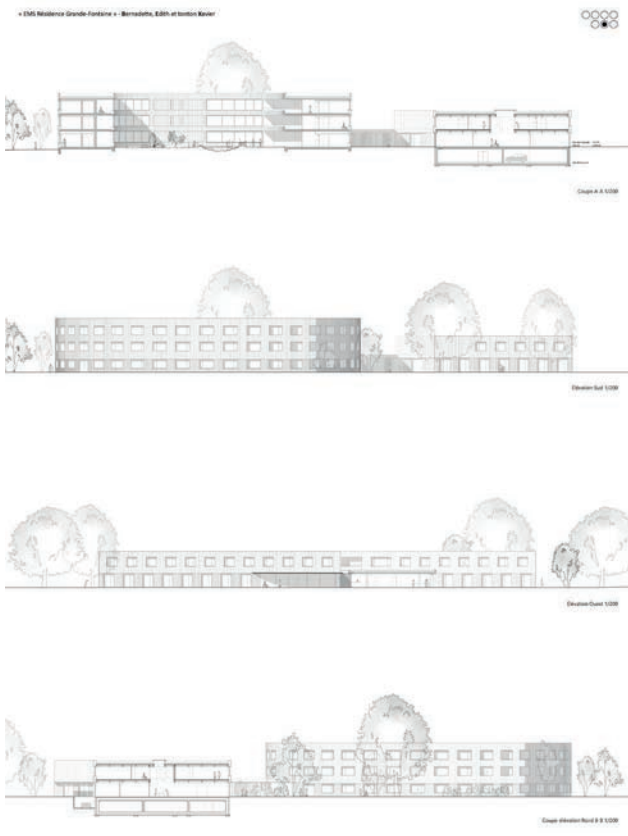 « EMS Résidence Grande-Fontaine » - Bernadette, Edith et tonton Xavier
Coupe A A 1/200
Elévation Sud 1/200
Elévation Ouest 1/200
Coupe élévation Nord B B 1/200